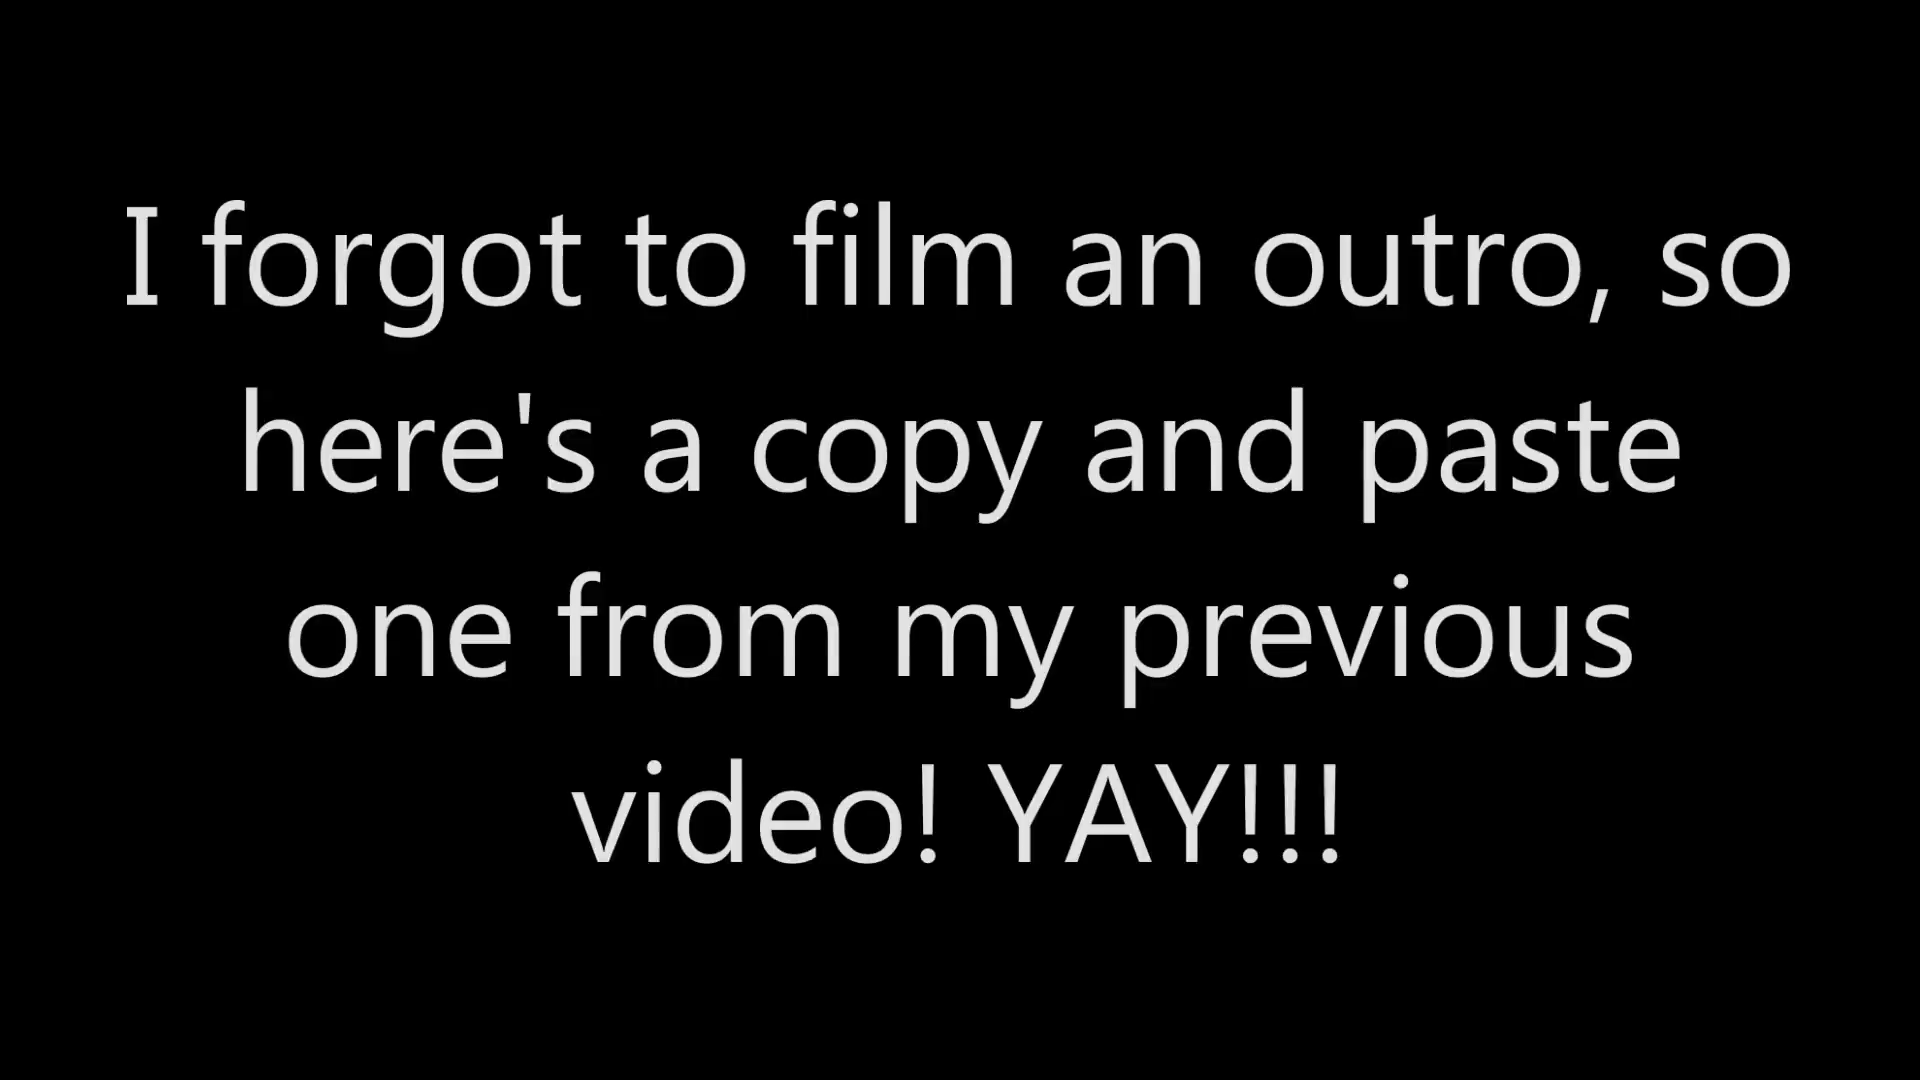 I forgot to film an outro, so
here's a copy and paste
one from my previous
video! YAY!!!